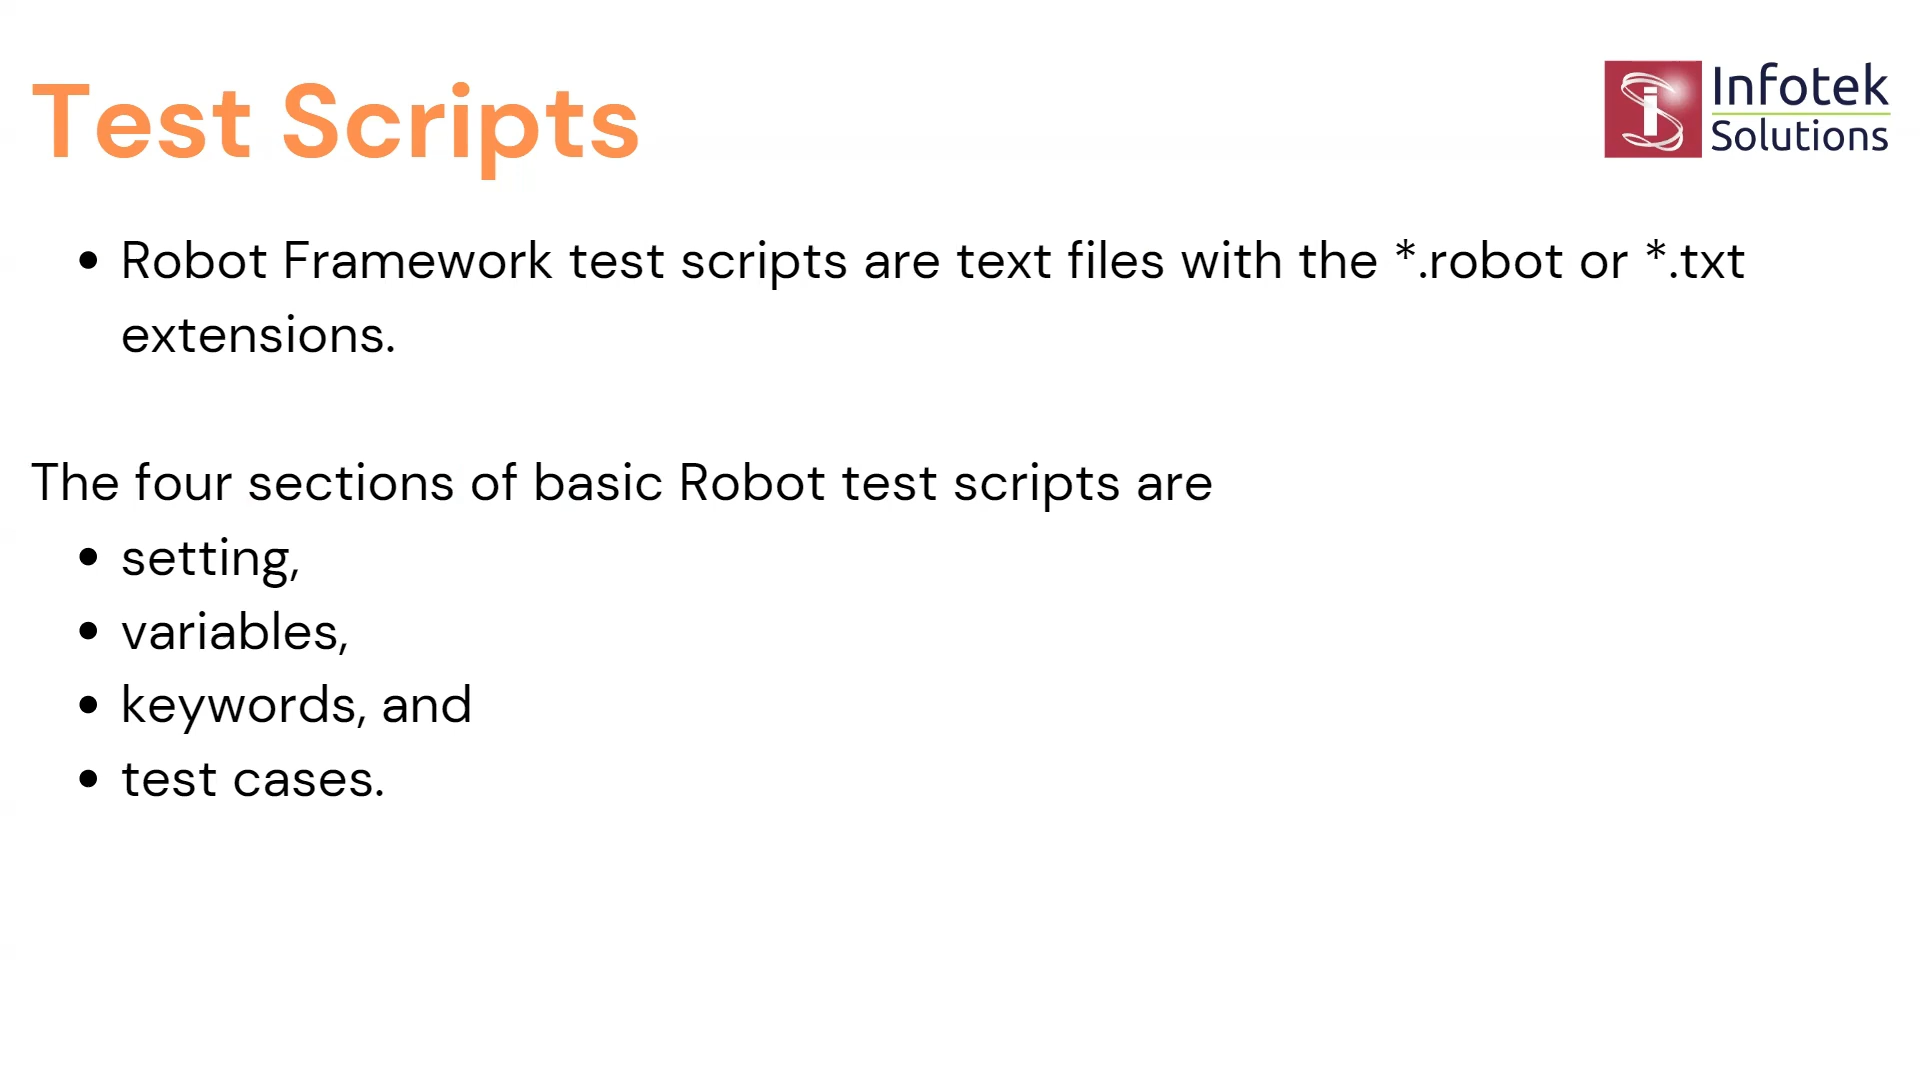 Test Scripts
Infotek
Solutions
• Robot Framework test scripts are text files with the *.robot or *.txt
extensions.
The four sections of basic Robot test scripts are
• setting,
• variables,
• keywords, and
• test cases.